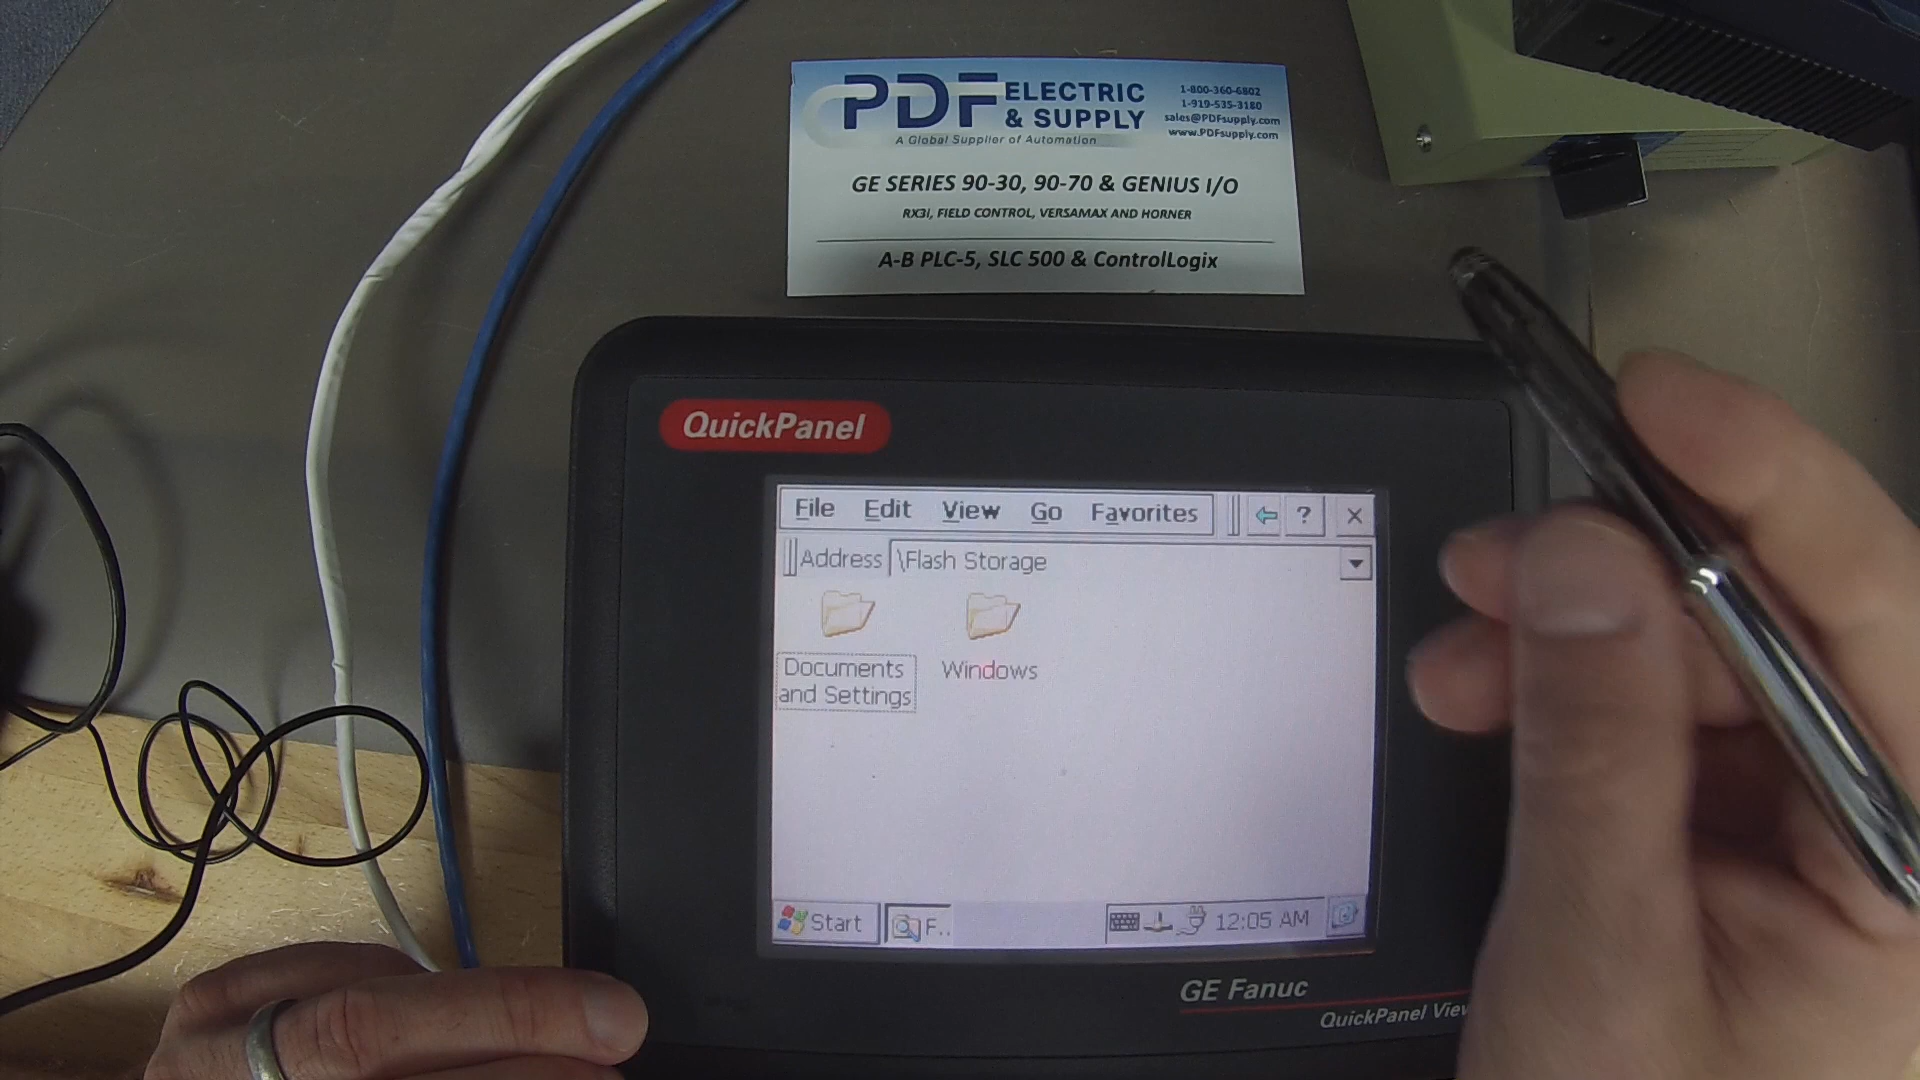 PDF ELECTRIC
& SUPPLY
A Global Supplier of Automation
1-800-360-6802
1-919-535-3180
sales@PDFsupply.com
www.PDFsupply.com
GE SERIES 90-30, 90-70 & GENIUS I/O
RX3I, FIELD CONTROL, VERSAMAX AND HORNER
A-B PLC-5, SLC 500 & ControlLogix
QuickPanel
File Edit View Go Favorites ?
Address \Flash Storage
Documents
and Settings
Windows
Start F.. 12:05 AM
GE Fanuc
QuickPanel View